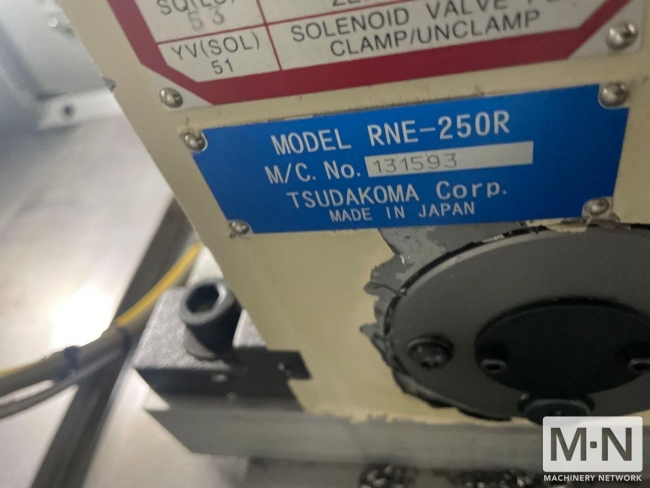 53
YV(SOL)
51
SOLENOID VALVE
CLAMP/UNCLAMP
MODEL RNE-250R
M/C. No. 131593
TSUDAKOMA Corp.
MADE IN JAPAN
M·N
MACHINERY NETWORK